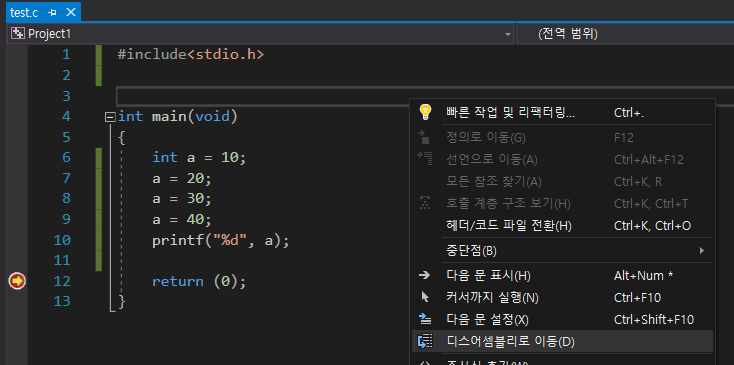 test.c
Project1
(전역 범위)
1 #include<stdio.h>
2
3
4 int main(void)
5 {
6 int a = 10;
7 a = 20;
8 a = 30;
9 a = 40;
10 printf("%d", a);
11
12 return (0);
13 }
빠른 작업 및 리팩터링... Ctrl+.
정의로 이동(G) F12
선언으로 이동(A) Ctrl+Alt+F12
모든 참조 찾기(A) Ctrl+K, R
호출 계층 구조 보기(H) Ctrl+K, Ctrl+T
헤더/코드 파일 전환(H) Ctrl+K, Ctrl+O
중단점(B)
다음 문 표시(H) Alt+Num *
커서까지 실행(N) Ctrl+F10
다음 문 설정(X) Ctrl+Shift+F10
디스어셈블리로 이동(D)